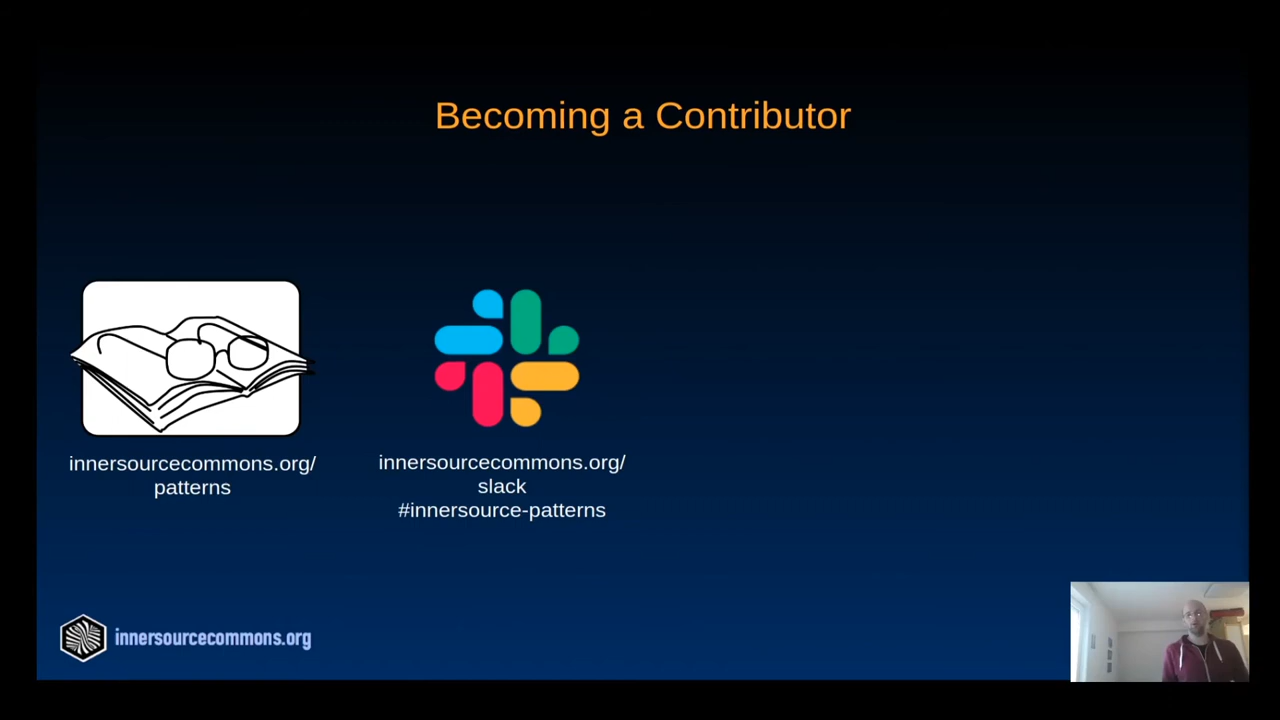 Becoming a Contributor
innersourcecommons.org/
patterns
innersourcecommons.org/
slack
#innersource-patterns
innersourcecommons.org